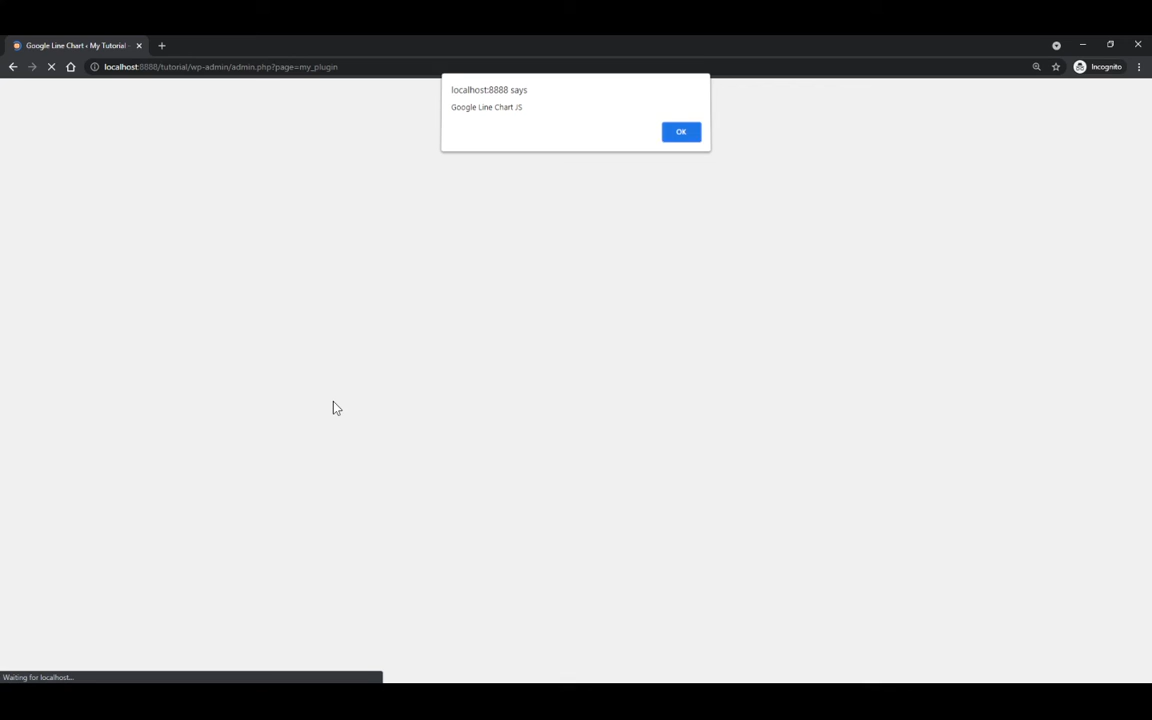 Google Line Chart ‹ My Tutorial -
localhost:8888/tutorial/wp-admin/admin.php?page=my_plugin
Incognito
localhost:8888 says
Google Line Chart JS
OK
Waiting for localhost...